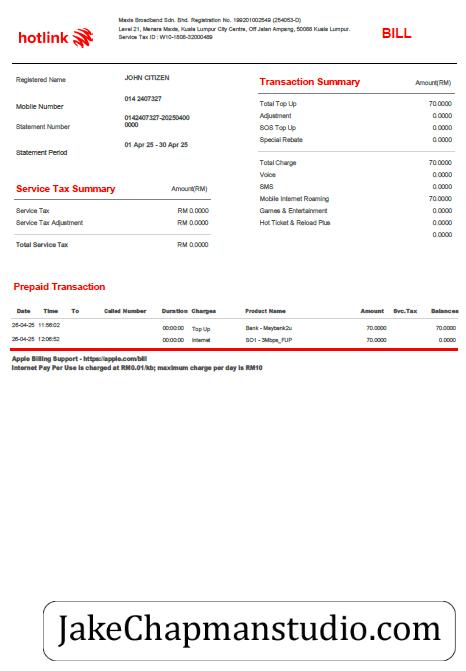 hotlink
Maxis Broadband Sdn. Bhd. Registration No. 199201002549 (254053-D)
Level 21, Menara Maxis, Kuala Lumpur City Centre, Off Jalan Ampang, 50088 Kuala Lumpur.
Service Tax ID : W10-1808-32000489
BILL
Registered Name JOHN CITIZEN
Mobile Number 014 2407327
Statement Number 0142407327-20250400
0000
Statement Period 01 Apr 25 - 30 Apr 25
Service Tax Summary Amount(RM)
Service Tax RM 0.0000
Service Tax Adjustment RM 0.0000
Total Service Tax RM 0.0000
Transaction Summary Amount(RM)
Total Top Up 70.0000
Adjustment 0.0000
SOS Top Up 0.0000
Special Rebate 0.0000
Total Charge 70.0000
Voice 0.0000
SMS 0.0000
Mobile Internet Roaming 70.0000
Games & Entertainment 0.0000
Hot Ticket & Reload Plus 0.0000
0.0000
Prepaid Transaction
Date Time To Called Number Duration Charges Product Name Amount Svc.Tax Balances
26-04-25 11:56:02 00:00:00 Top Up Bank - Maybank2u 70.0000 70.0000
26-04-25 12:06:52 00:00:00 Internet SO1 - 3Mbps_FUP 70.0000 0.0000
Apple Billing Support - https://apple.com/bill
Internet Pay Per Use is charged at RM0.01/kb; maximum charge per day is RM10
JakeChapmanstudio.com